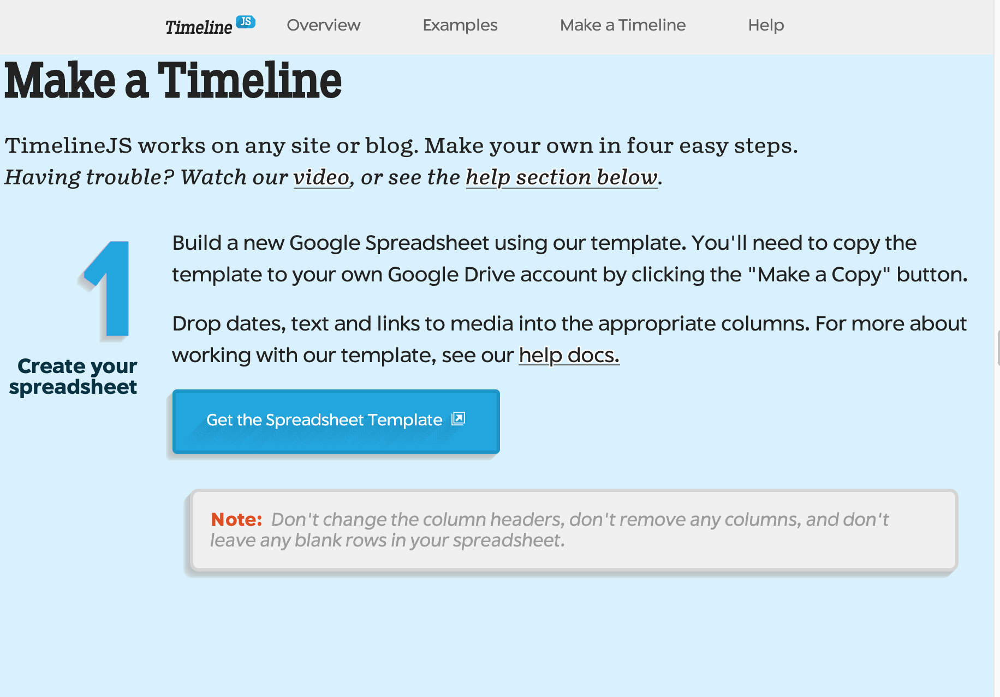 Timeline JS Overview Examples Make a Timeline Help
Make a Timeline
TimelineJS works on any site or blog. Make your own in four easy steps.
Having trouble? Watch our video, or see the help section below.
1
Create your
spreadsheet
Build a new Google Spreadsheet using our template. You'll need to copy the
template to your own Google Drive account by clicking the "Make a Copy" button.
Drop dates, text and links to media into the appropriate columns. For more about
working with our template, see our help docs.
Get the Spreadsheet Template
Note: Don't change the column headers, don't remove any columns, and don't
leave any blank rows in your spreadsheet.